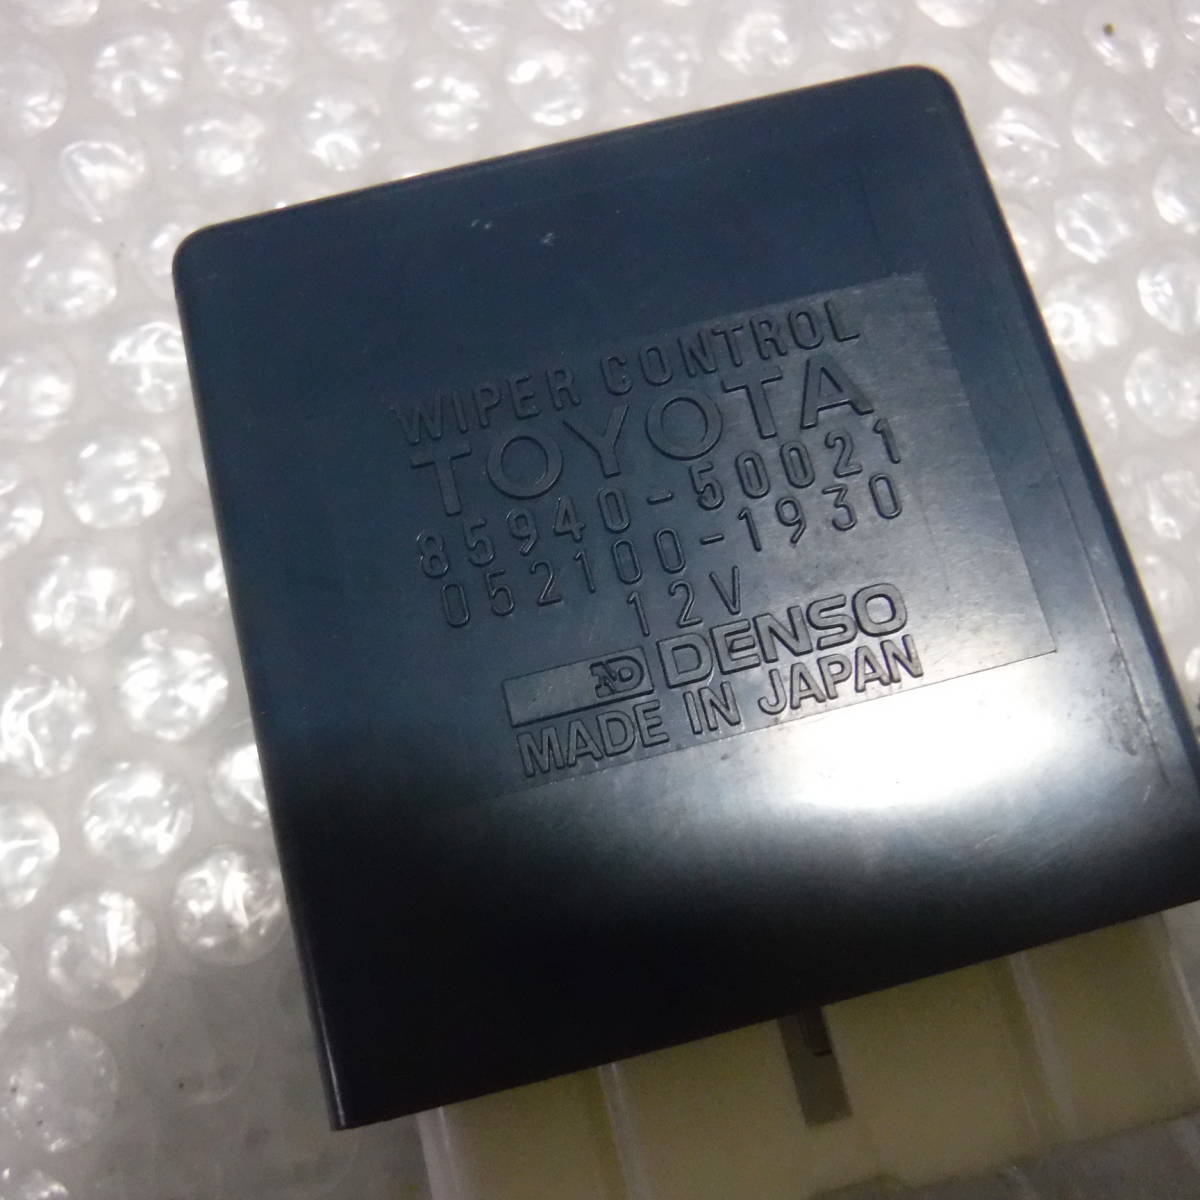 WIPER CONTROL
TOYOTA
85940-50021
052100-1930
12V
ND DENSO
MADE IN JAPAN